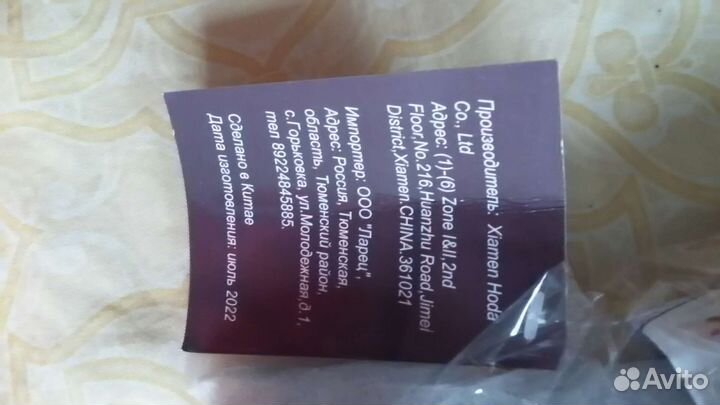 Производитель: Xiamen Hoda
Co., Ltd
Адрес: (1)-(6) Zone I&II,2nd
Floor,No.216,Huanzhu Road,Jimei
District,Xiamen.CHINA.361021
Импортер: ООО "Ларец",
Адрес: Россия, Тюменская,
область, Тюменский район,
с.Горьковка, ул.Молодежная,д.1,
тел 89224845885.
Сделано в Китае
Дата изготовления: июль 2022
Avito